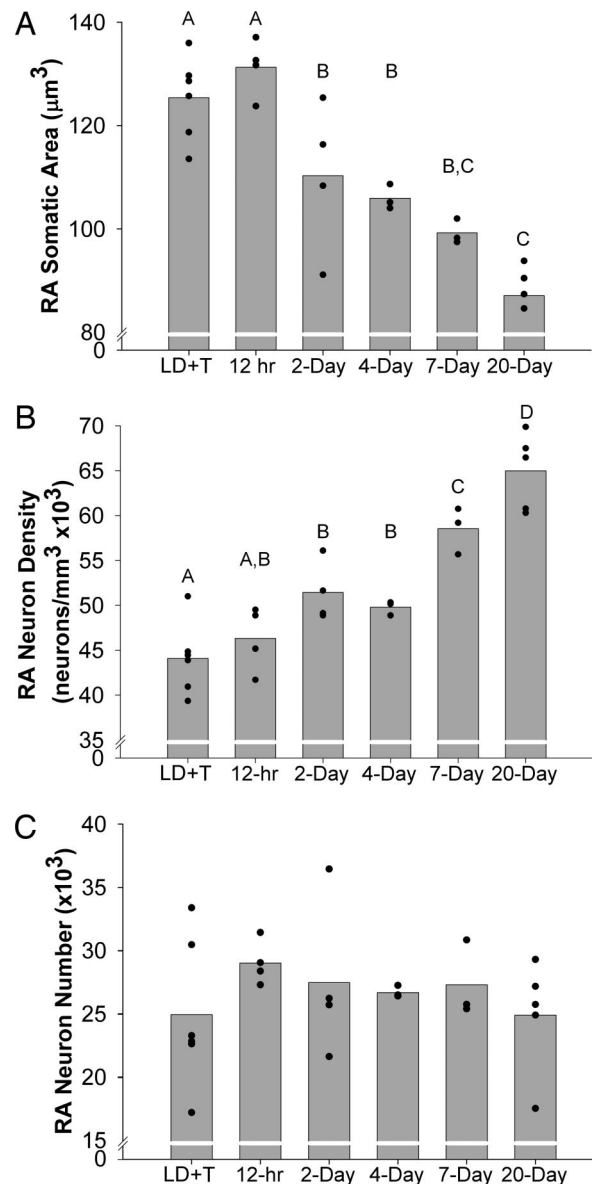 A
RA Somatic Area (μm³)
140
120
100
80
0
A
A
B
B
B,C
C
LD+T 12 hr 2-Day 4-Day 7-Day 20-Day
B
RA Neuron Density
(neurons/mm³ x10³)
70
65
60
55
50
45
40
35
0
A
A,B
B
B
C
D
LD+T 12-hr 2-Day 4-Day 7-Day 20-Day
C
RA Neuron Number (x10³)
40
35
30
25
20
15
0
LD+T 12-hr 2-Day 4-Day 7-Day 20-Day